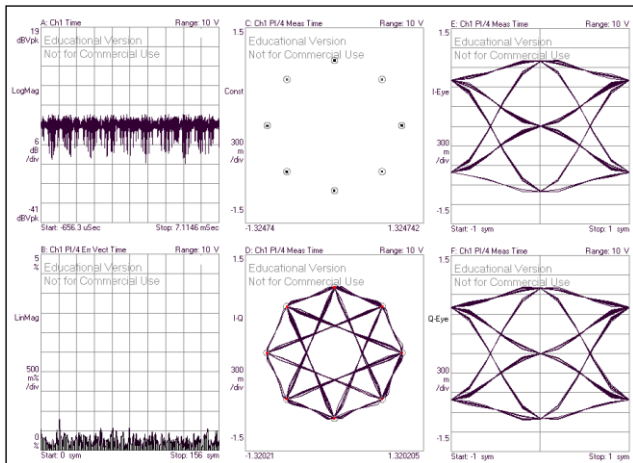 A: Ch1 Time Range: 10 V
19
dBVpk
Educational Version
Not for Commercial Use
LogMag
6
dB
/div
-41
dBVpk
Start: -656.3 uSec Stop: 7.1146 mSec
C: Ch1 PI/4 Meas Time Range: 10 V
1.5
Educational Version
Not for Commercial Use
Const
300
m
/div
-1.5
-1.32474 1.324742
E: Ch1 PI/4 Meas Time Range: 10 V
1.5
Educational Version
Not for Commercial Use
I-Eye
300
m
/div
-1.5
Start: -1 sym Stop: 1 sym
B: Ch1 PI/4 Err Vect Time Range: 10 V
5
%
Educational Version
Not for Commercial Use
LinMag
500
m%
/div
0
%
Start: 0 sym Stop: 156 sym
D: Ch1 PI/4 Meas Time Range: 10 V
1.5
Educational Version
Not for Commercial Use
I-Q
300
m
/div
-1.5
-1.32021 1.320205
F: Ch1 PI/4 Meas Time Range: 10 V
1.5
Educational Version
Not for Commercial Use
Q-Eye
300
m
/div
-1.5
Start: -1 sym Stop: 1 sym